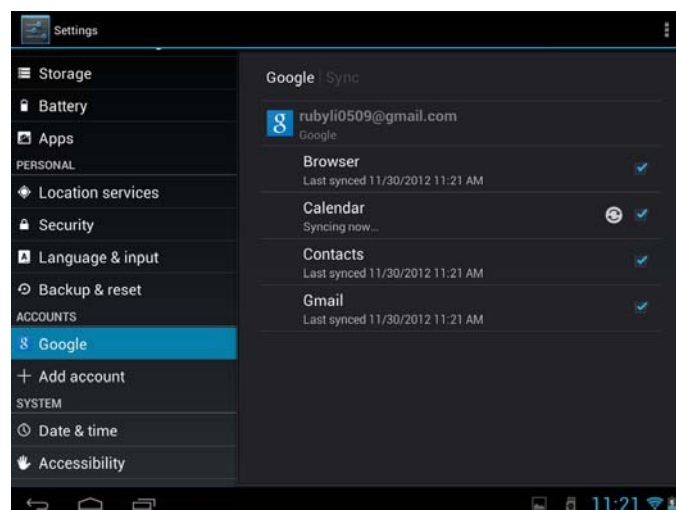 Settings
Storage
Battery
Apps
PERSONAL
Location services
Security
Language & input
Backup & reset
ACCOUNTS
Google
Add account
SYSTEM
Date & time
Accessibility
Google | Sync
rubyli0509@gmail.com
Google
Browser
Last synced 11/30/2012 11:21 AM
Calendar
Syncing now...
Contacts
Last synced 11/30/2012 11:21 AM
Gmail
Last synced 11/30/2012 11:21 AM
11:21